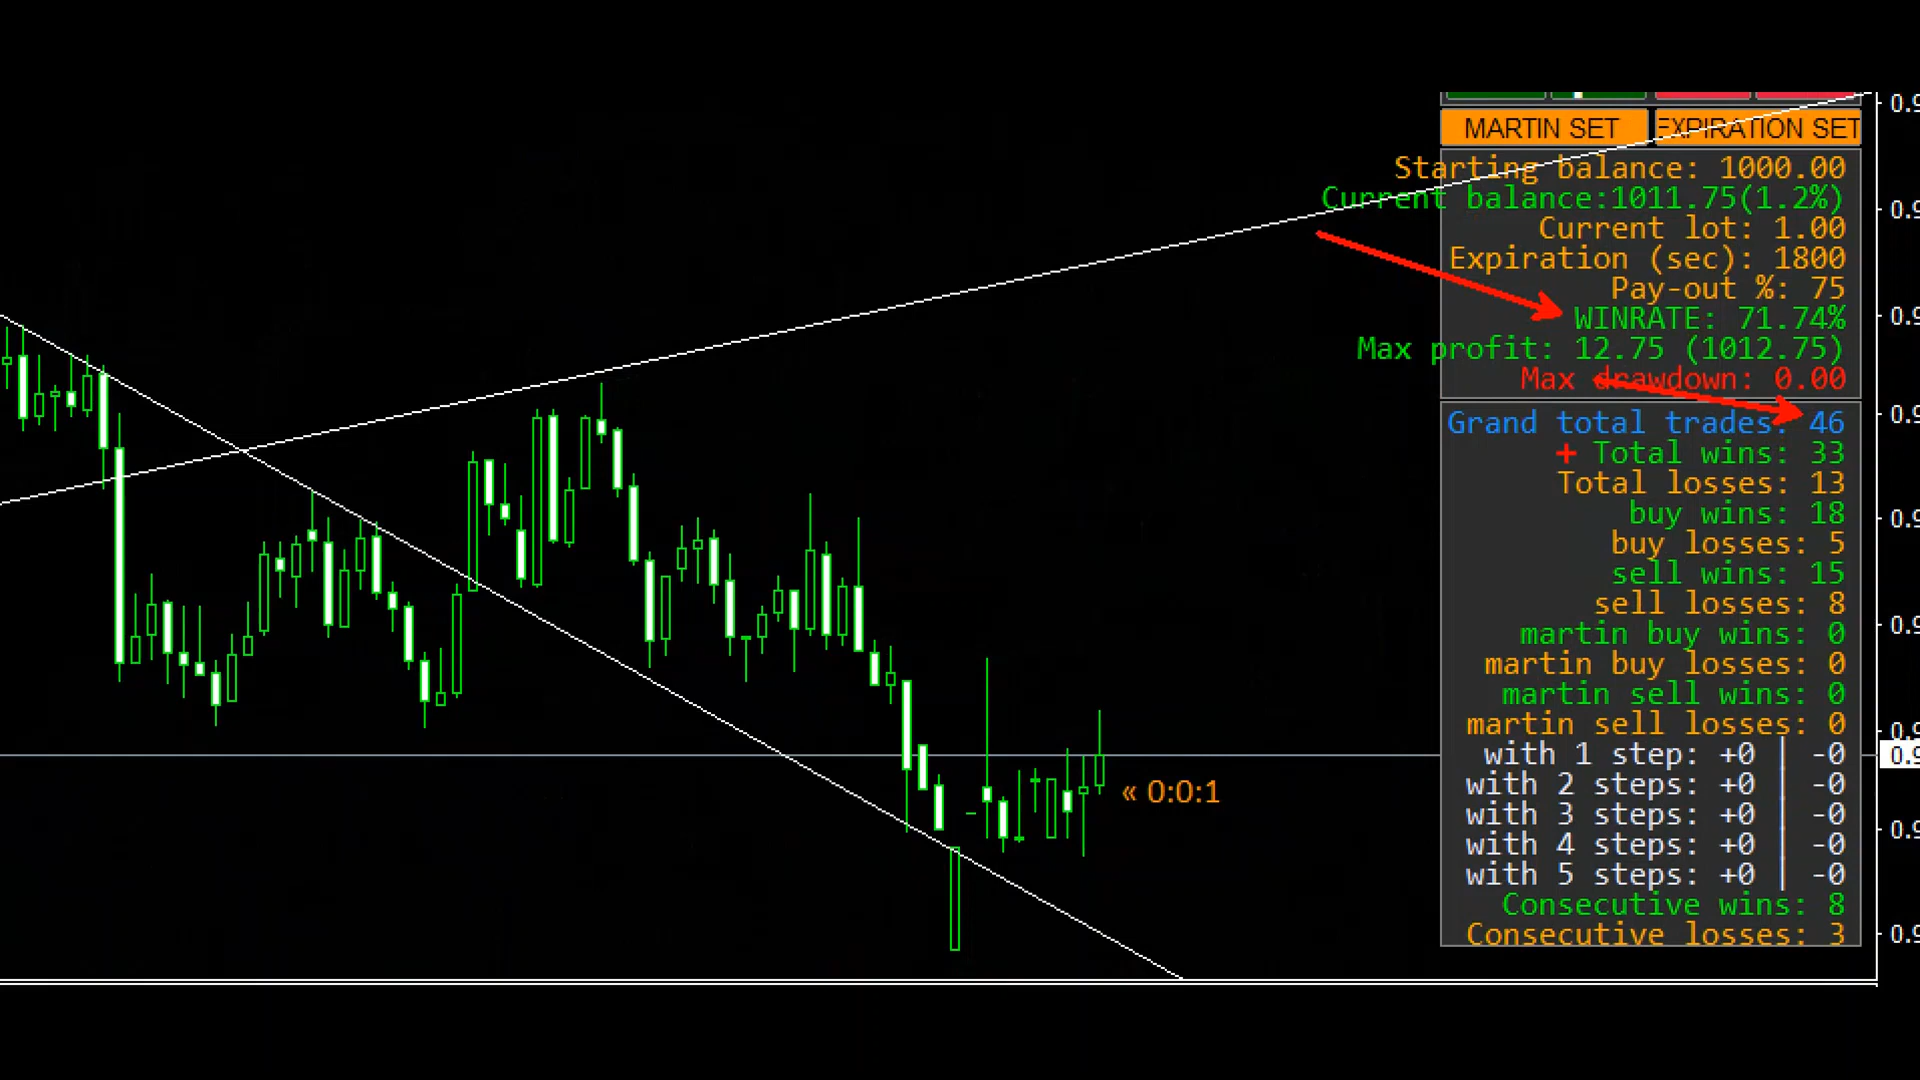 MARTIN SET
EXPIRATION SET
Starting balance: 1000.00
Current balance:1011.75(1.2%)
Current lot: 1.00
Expiration (sec): 1800
Pay-out %: 75
WINRATE: 71.74%
Max profit: 12.75 (1012.75)
Max drawdown: 0.00
Grand total trades: 46
+ Total wins: 33
Total losses: 13
buy wins: 18
buy losses: 5
sell wins: 15
sell losses: 8
martin buy wins: 0
martin buy losses: 0
martin sell wins: 0
martin sell losses: 0
with 1 step: +0 | -0
with 2 steps: +0 | -0
with 3 steps: +0 | -0
with 4 steps: +0 | -0
with 5 steps: +0 | -0
Consecutive wins: 8
Consecutive losses: 3
« 0:0:1